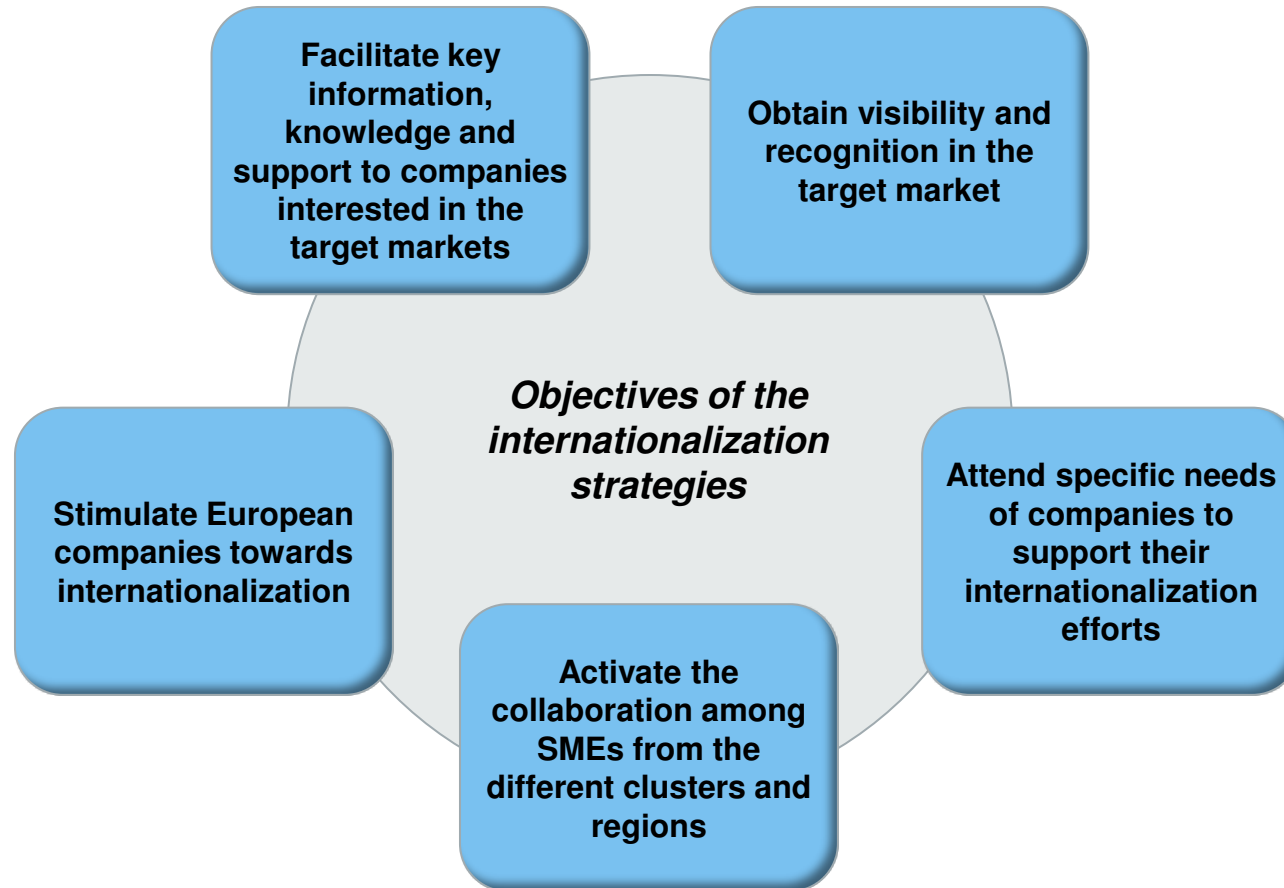 Facilitate key
information,
knowledge and
support to companies
interested in the
target markets
Obtain visibility and
recognition in the
target market
Objectives of the
internationalization
strategies
Stimulate European
companies towards
internationalization
Attend specific needs
of companies to
support their
internationalization
efforts
Activate the
collaboration among
SMEs from the
different clusters and
regions